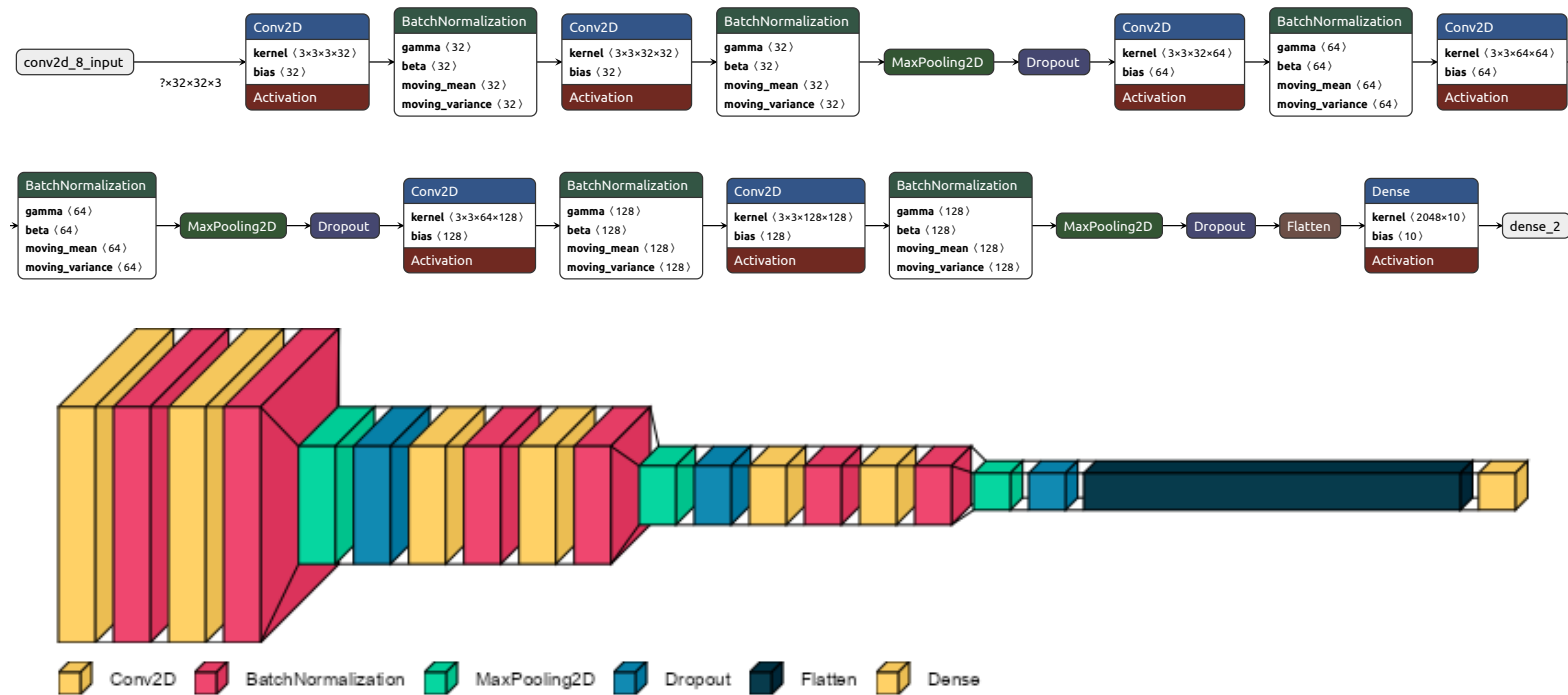 conv2d_8_input
?×32×32×3
Conv2D
kernel ⟨3×3×3×32⟩
bias ⟨32⟩
Activation
BatchNormalization
gamma ⟨32⟩
beta ⟨32⟩
moving_mean ⟨32⟩
moving_variance ⟨32⟩
Conv2D
kernel ⟨3×3×32×32⟩
bias ⟨32⟩
Activation
BatchNormalization
gamma ⟨32⟩
beta ⟨32⟩
moving_mean ⟨32⟩
moving_variance ⟨32⟩
MaxPooling2D
Dropout
Conv2D
kernel ⟨3×3×32×64⟩
bias ⟨64⟩
Activation
BatchNormalization
gamma ⟨64⟩
beta ⟨64⟩
moving_mean ⟨64⟩
moving_variance ⟨64⟩
Conv2D
kernel ⟨3×3×64×64⟩
bias ⟨64⟩
Activation
BatchNormalization
gamma ⟨64⟩
beta ⟨64⟩
moving_mean ⟨64⟩
moving_variance ⟨64⟩
MaxPooling2D
Dropout
Conv2D
kernel ⟨3×3×64×128⟩
bias ⟨128⟩
Activation
BatchNormalization
gamma ⟨128⟩
beta ⟨128⟩
moving_mean ⟨128⟩
moving_variance ⟨128⟩
Conv2D
kernel ⟨3×3×128×128⟩
bias ⟨128⟩
Activation
BatchNormalization
gamma ⟨128⟩
beta ⟨128⟩
moving_mean ⟨128⟩
moving_variance ⟨128⟩
MaxPooling2D
Dropout
Flatten
Dense
kernel ⟨2048×10⟩
bias ⟨10⟩
Activation
dense_2
Conv2D BatchNormalization MaxPooling2D Dropout Flatten Dense